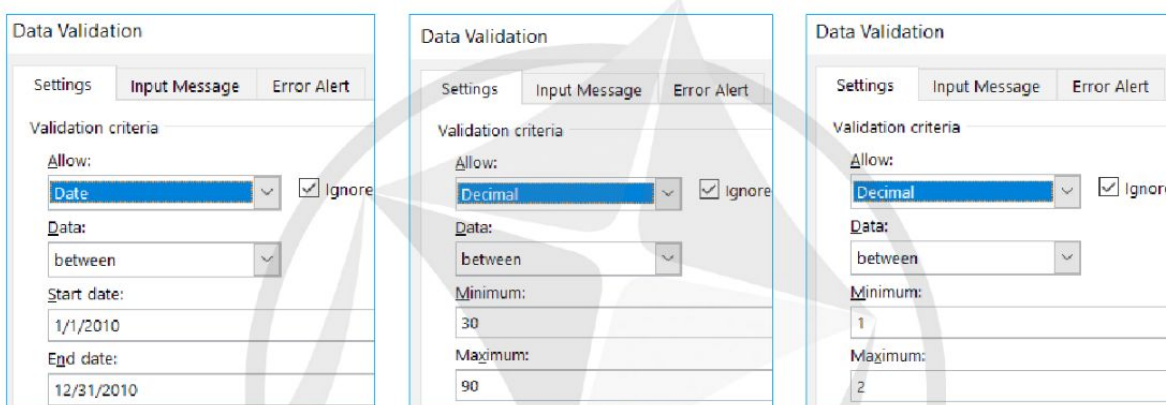 Data Validation
Settings Input Message Error Alert
Validation criteria
Allow:
Date Ignore
Data:
between
Start date:
1/1/2010
End date:
12/31/2010
Data Validation
Settings Input Message Error Alert
Validation criteria
Allow:
Decimal Ignore
Data:
between
Minimum:
30
Maximum:
90
Data Validation
Settings Input Message Error Alert
Validation criteria
Allow:
Decimal
Data:
between
Minimum:
1
Maximum:
2